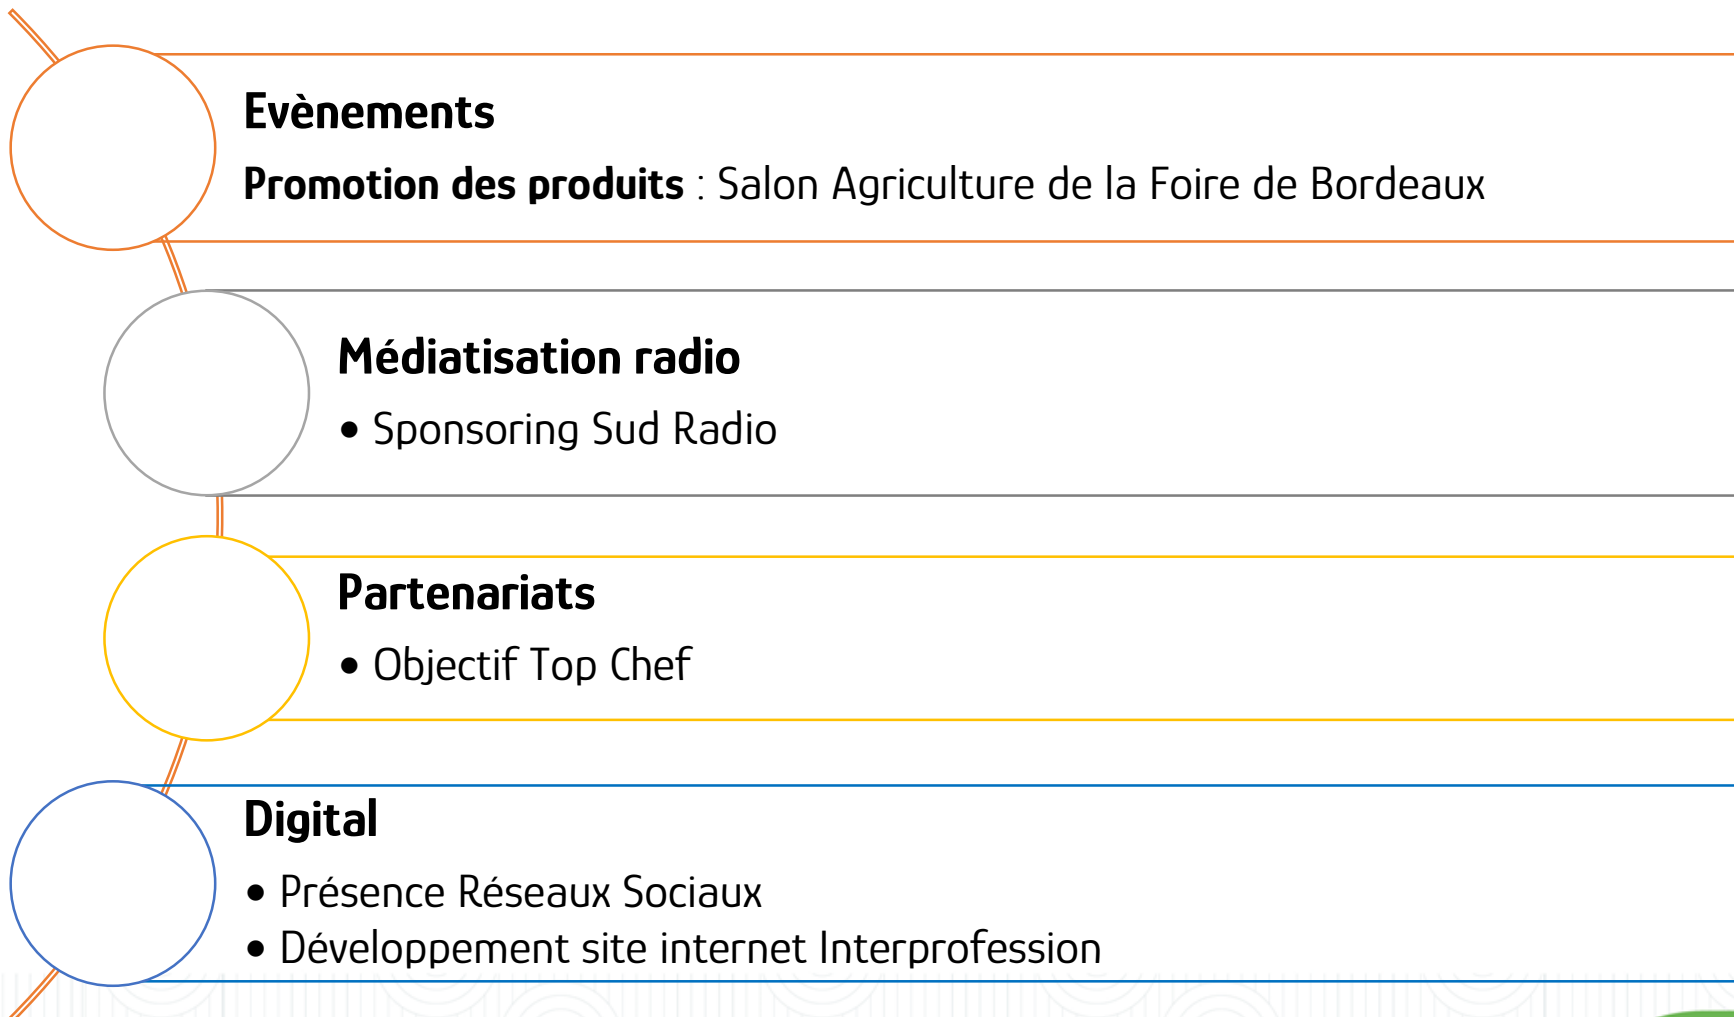 Evènements
Promotion des produits : Salon Agriculture de la Foire de Bordeaux
Médiatisation radio
• Sponsoring Sud Radio
Partenariats
• Objectif Top Chef
Digital
• Présence Réseaux Sociaux
• Développement site internet Interprofession